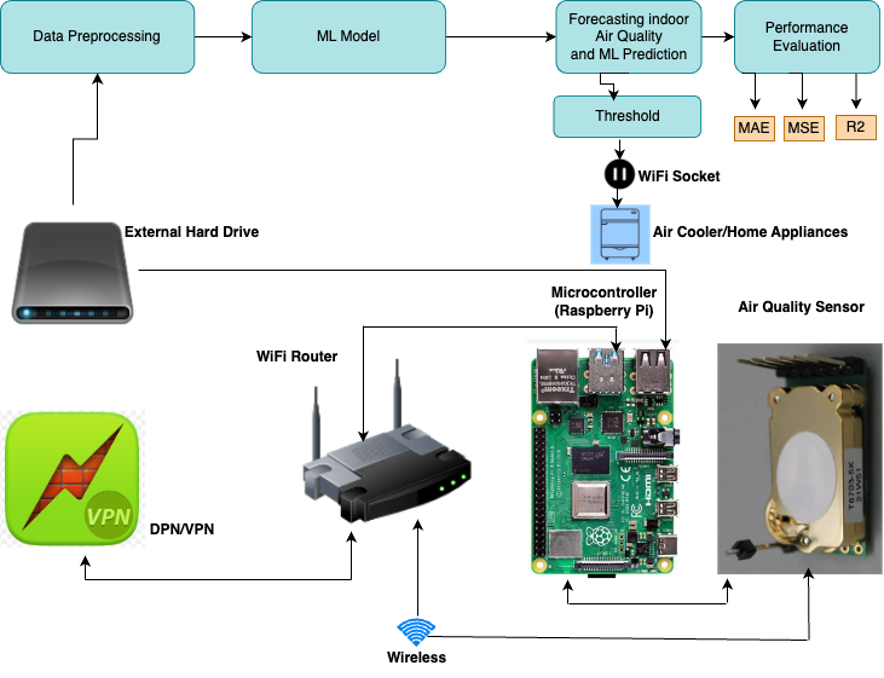 Data Preprocessing
ML Model
Forecasting indoor
Air Quality
and ML Prediction
Performance
Evaluation
Threshold
MAE
MSE
R2
WiFi Socket
External Hard Drive
Air Cooler/Home Appliances
Microcontroller
(Raspberry Pi)
Air Quality Sensor
WiFi Router
VPN
DPN/VPN
HDMI
T6703-5K
21W51
Wireless